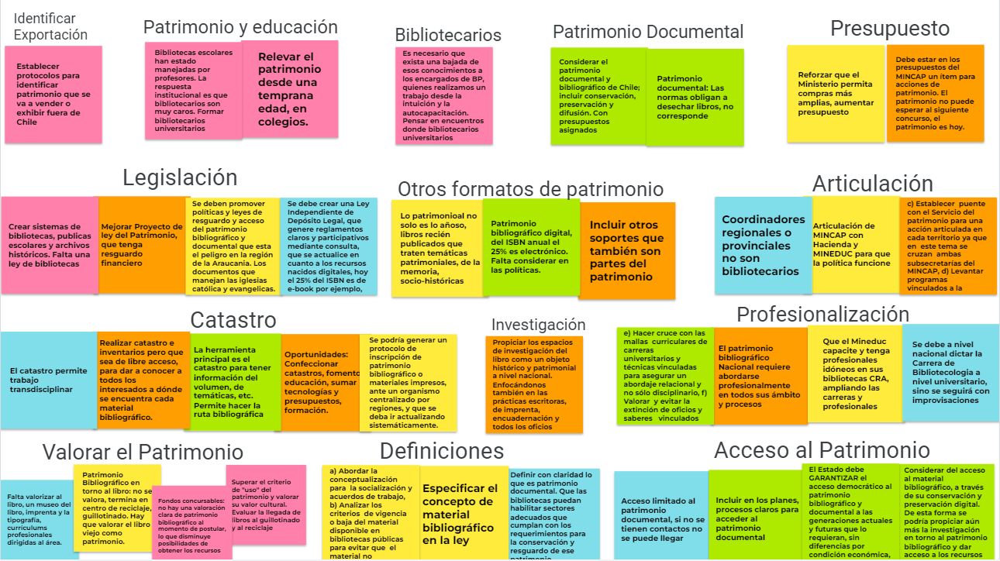 Identificar
Exportación
Establecer
protocolos para
identificar
patrimonio que se
va a vender o
exhibir fuera de
Chile
Patrimonio y educación
Bibliotecas escolares
han estado
manejadas por
profesores. La
respuesta
institucional es que
bibliotecarios son
muy caros. Formar
bibliotecarios
universitarios
Relevar el
patrimonio
desde una
temprana
edad, en
colegios.
Bibliotecarios
Es necesario que
exista una bajada de
esos conocimientos a
los encargados de BP,
quienes realizamos un
trabajo desde la
intuición y la
autocapacitación.
Pensar en encuentros
donde bibliotecarios
universitarios
Patrimonio Documental
Considerar el
patrimonio
documental y
bibliográfico de Chile;
incluir conservación,
preservación y
difusión. Con
presupuestos
asignados
Patrimonio
documental: Las
normas obligan a
desechar libros, no
corresponde
Presupuesto
Reforzar que el
Ministerio permita
compras más
amplias, aumentar
presupuesto
Debe estar en los
presupuestos del
MINCAP un ítem para
acciones de
patrimonio. El
patrimonio no puede
esperar al siguiente
concurso, el
patrimonio es hoy.
Legislación
Crear sistemas de
bibliotecas, publicas
escolares y archivos
históricos. Falta una
ley de bibliotecas
Mejorar Proyecto de
ley del Patrimonio,
que tenga
resguardo
financiero
Se deben promover
políticas y leyes de
resguardo y acceso
del patrimonio
bibliográfico y
documental que esta
el peligro en la región
de la Araucania. Los
documentos que
manejan las iglesias
católica y evangelicas.
Se debe crear una Ley
Independiente de
Depósito Legal, que
genere reglamentos
claros y participativos
mediante consulta,
que se actualice en
cuanto a los recursos
nacidos digitales, hoy
el 25% del ISBN es de
e-book por ejemplo,
Otros formatos de patrimonio
Lo patrimonioal no
solo es lo añoso,
libros recién
publicados que
traten temáticas
patrimoniales, de la
memoria,
socio-históricas
Patrimonio
bibliográfico digital,
del ISBN anual el
25% es electrónico.
Falta considerar en
las políticas.
Incluir otros
soportes que
también son
partes del
patrimonio
Articulación
Coordinadores
regionales o
provinciales
no son
bibliotecarios
Articulación de
MINCAP con
Hacienda y
MINEDUC para que
la política funcione
c) Establecer puente
con el Servicio del
patrimonio para una
acción articulada en
cada territorio ya que
en este tema se
cruzan ambas
subsecretarías del
MINCAP, d) Levantar
programas
vinculados a la
Catastro
El catastro permite
trabajo
transdisciplinar
Realizar catastro e
inventarios pero que
sea de libre acceso,
para dar a conocer a
todos los
interesados a dónde
se encuentra cada
material
bibliográfico.
La herramienta
principal es el
catastro para tener
información del
volumen, de
temáticas, etc.
Permite hacer la
ruta bibliográfica
Oportunidades:
Confeccionar
catastros, fomento
educación, sumar
tecnologías y
presupuestos,
formación.
Se podría generar un
protocolo de
inscripción de
patrimonio
bibliográfico o
materiales impresos,
ante un organismo
centralizado por
regiones, y que se
deba ir actualizando
sistemáticamente.
Investigación
Propiciar los espacios
de investigación del
libro como un objeto
histórico y patrimonial
a nivel nacional.
Enfocándonos
también en las
prácticas escritoras,
de imprenta,
encuadernación y
todos los oficios
Profesionalización
e) Hacer cruce con las
mallas curriculares de
carreras
universitarios y
técnicas vinculadas
para asegurar un
abordaje relacional y
no sólo disciplinario, f)
Valorar y evitar la
extinción de oficios y
saberes vinculados
El patrimonio
bibliográfico
Nacional requiere
abordarse
profesionalmente
en todos sus ámbito
y procesos
Que el Mineduc
capacite y tenga
profesionales
idóneos en sus
bibliotecas CRA,
ampliando las
carreras y
profesionales
Se debe a nivel
nacional dictar la
Carrera de
Bibliotecologia a
nivel universitario,
sino se seguirá con
improvisaciones
Valorar el Patrimonio
Falta valorizar al
libro, un museo del
libro, imprenta y la
tipografía,
curriculums
profesionales
dirigidas al área.
Patrimonio
Bibliográfico en
torno al libro: no se
valora, termina en
centro de reciclaje,
guillotinado. Hay
que valorar el libro
viejo como
patrimonio.
Fondos concursables:
no hay una valoración
clara de patrimonio
bibliográfico al
momento de postular,
lo que disminuye
posibilidades de
obtener los recursos
Superar el criterio
de "uso" del
patrimonio y valorar
su valor cultural.
Evaluar la llegada de
libros al guillotinado
y al reciclaje
Definiciones
a) Abordar la
conceptualización
para la socialización y
acuerdos de trabajo,
b) Analizar los
criterios de vigencia
o baja del material
disponible en
bibliotecas públicas
para evitar que el
material no
Especificar el
concepto de
material
bibliográfico
en la ley
Definir con claridad lo
que es patrimonio
documental. Que las
bibliotecas puedan
habilitar sectores
adecuados que
cumplan con los
requerimientos para
la conservación y
resguardo de ese
patrimonio
Acceso al Patrimonio
Acceso limitado al
patrimonio
documental, si no se
tienen contactos no
se puede llegar
Incluir en los planes,
procesos claros para
acceder al
patrimonio
documental
El Estado debe
GARANTIZAR el
acceso democrático al
patrimonio
bibliográfico y
documental a las
generaciones actuales
y futuras que lo
requieran, sin
diferencias por
condición económica,
Considerar del acceso
al material
bibliográfico, a través
de su conservación y
preservación digital.
De esta forma se
podría propiciar aún
más la investigación
en torno al patrimonio
bibliográfico y dar
acceso a los recursos